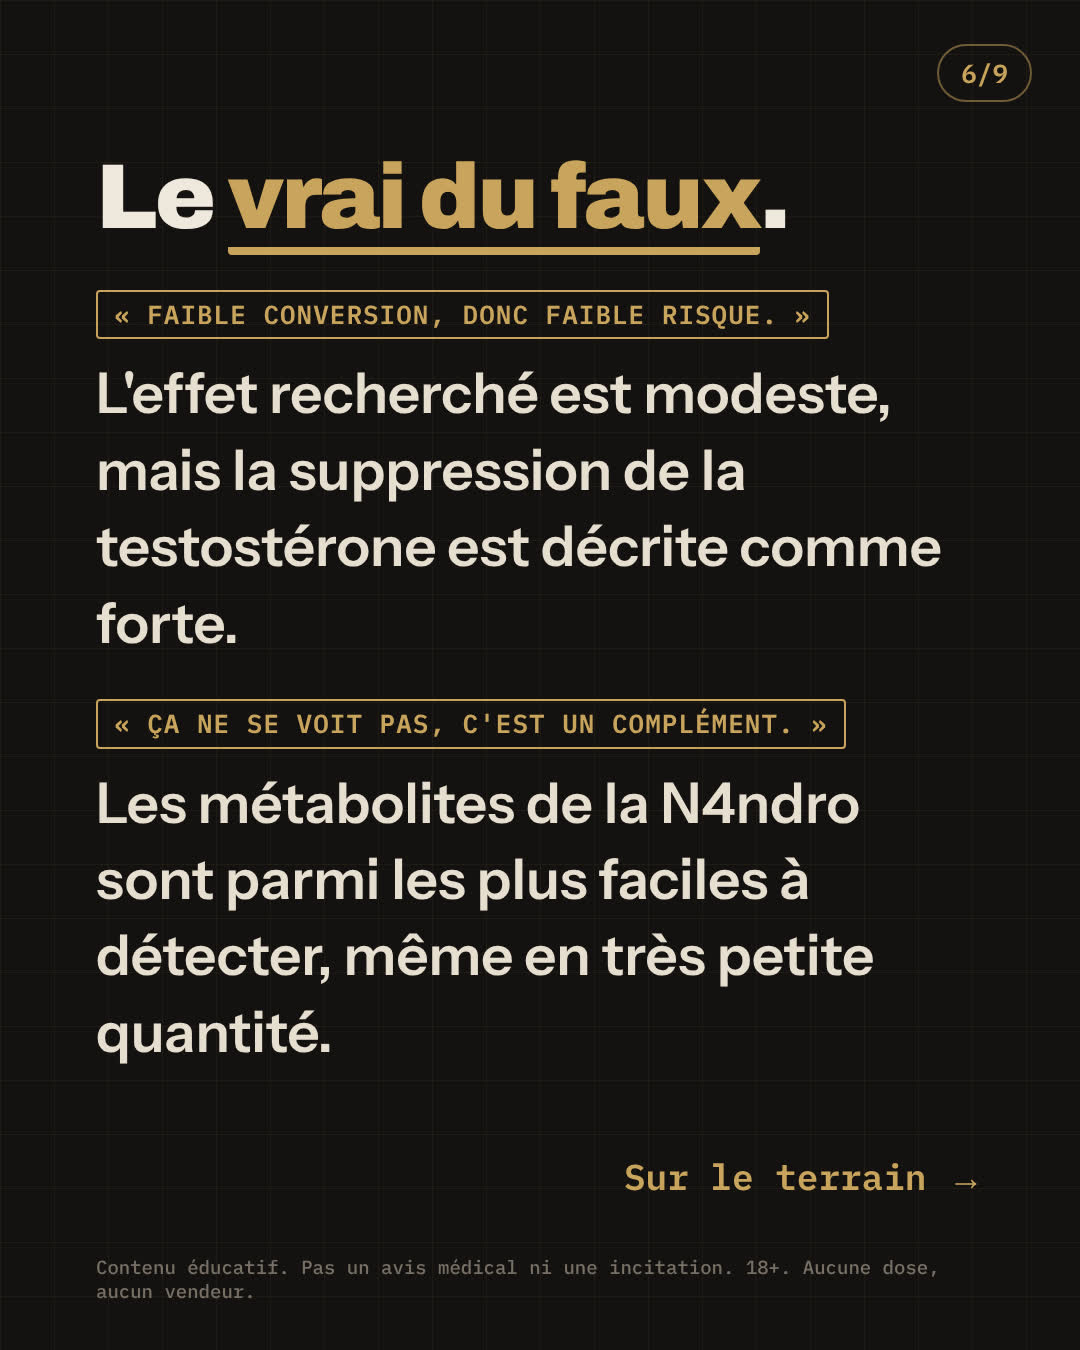 6/9
Le vrai du faux.
« FAIBLE CONVERSION, DONC FAIBLE RISQUE. »
L'effet recherché est modeste,
mais la suppression de la
testostérone est décrite comme
forte.
« ÇA NE SE VOIT PAS, C'EST UN COMPLÉMENT. »
Les métabolites de la N4ndro
sont parmi les plus faciles à
détecter, même en très petite
quantité.
Sur le terrain →
Contenu éducatif. Pas un avis médical ni une incitation. 18+. Aucune dose,
aucun vendeur.